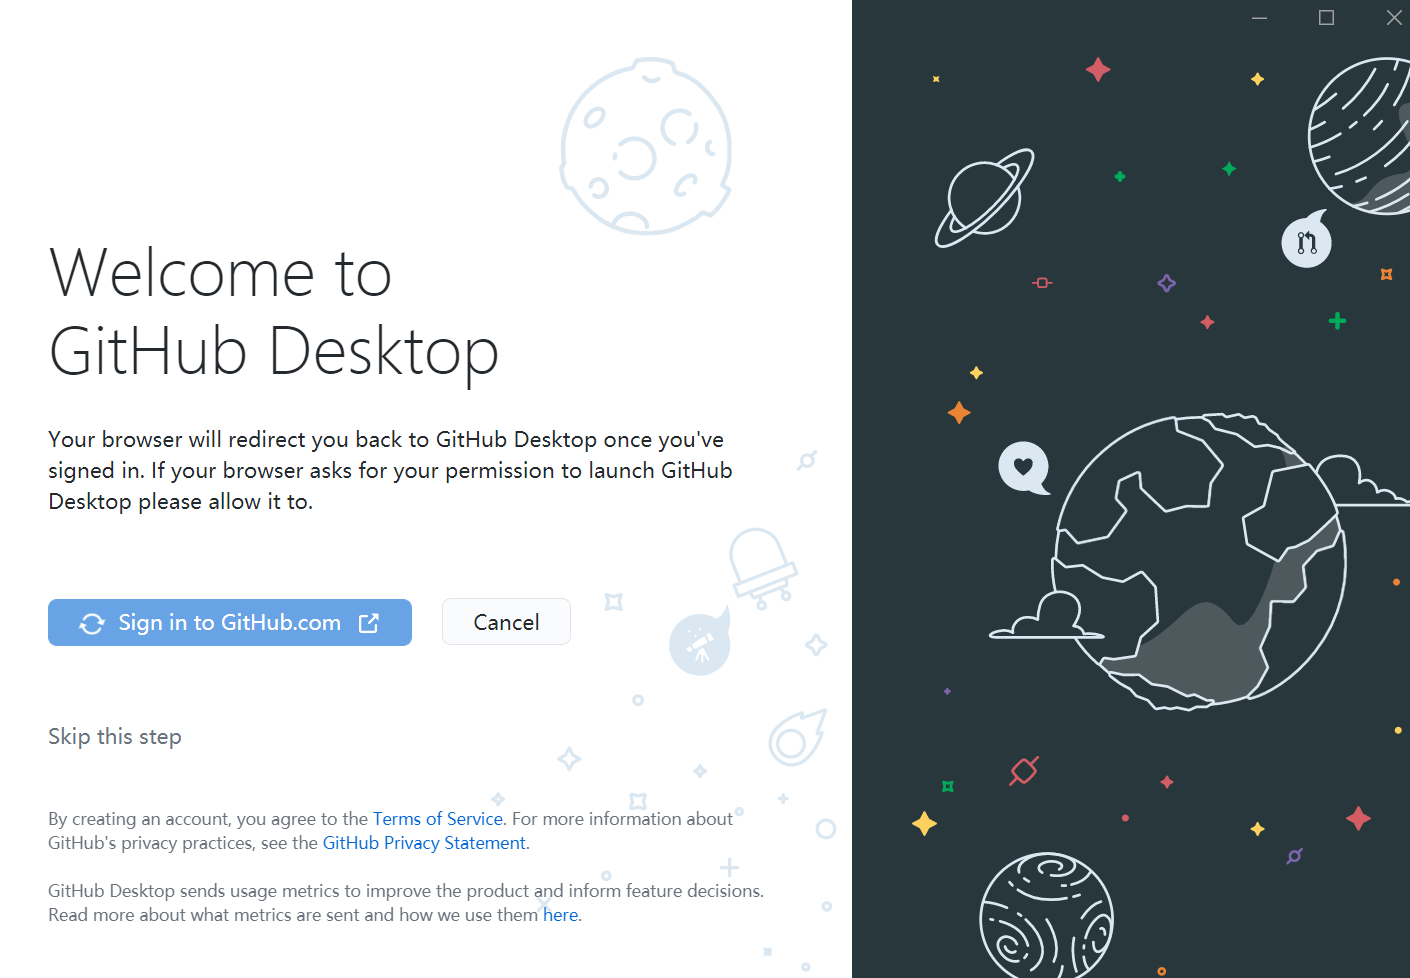 Welcome to
GitHub Desktop
Your browser will redirect you back to GitHub Desktop once you've
signed in. If your browser asks for your permission to launch GitHub
Desktop please allow it to.
Sign in to GitHub.com
Cancel
Skip this step
By creating an account, you agree to the Terms of Service. For more information about
GitHub's privacy practices, see the GitHub Privacy Statement.
GitHub Desktop sends usage metrics to improve the product and inform feature decisions.
Read more about what metrics are sent and how we use them here.